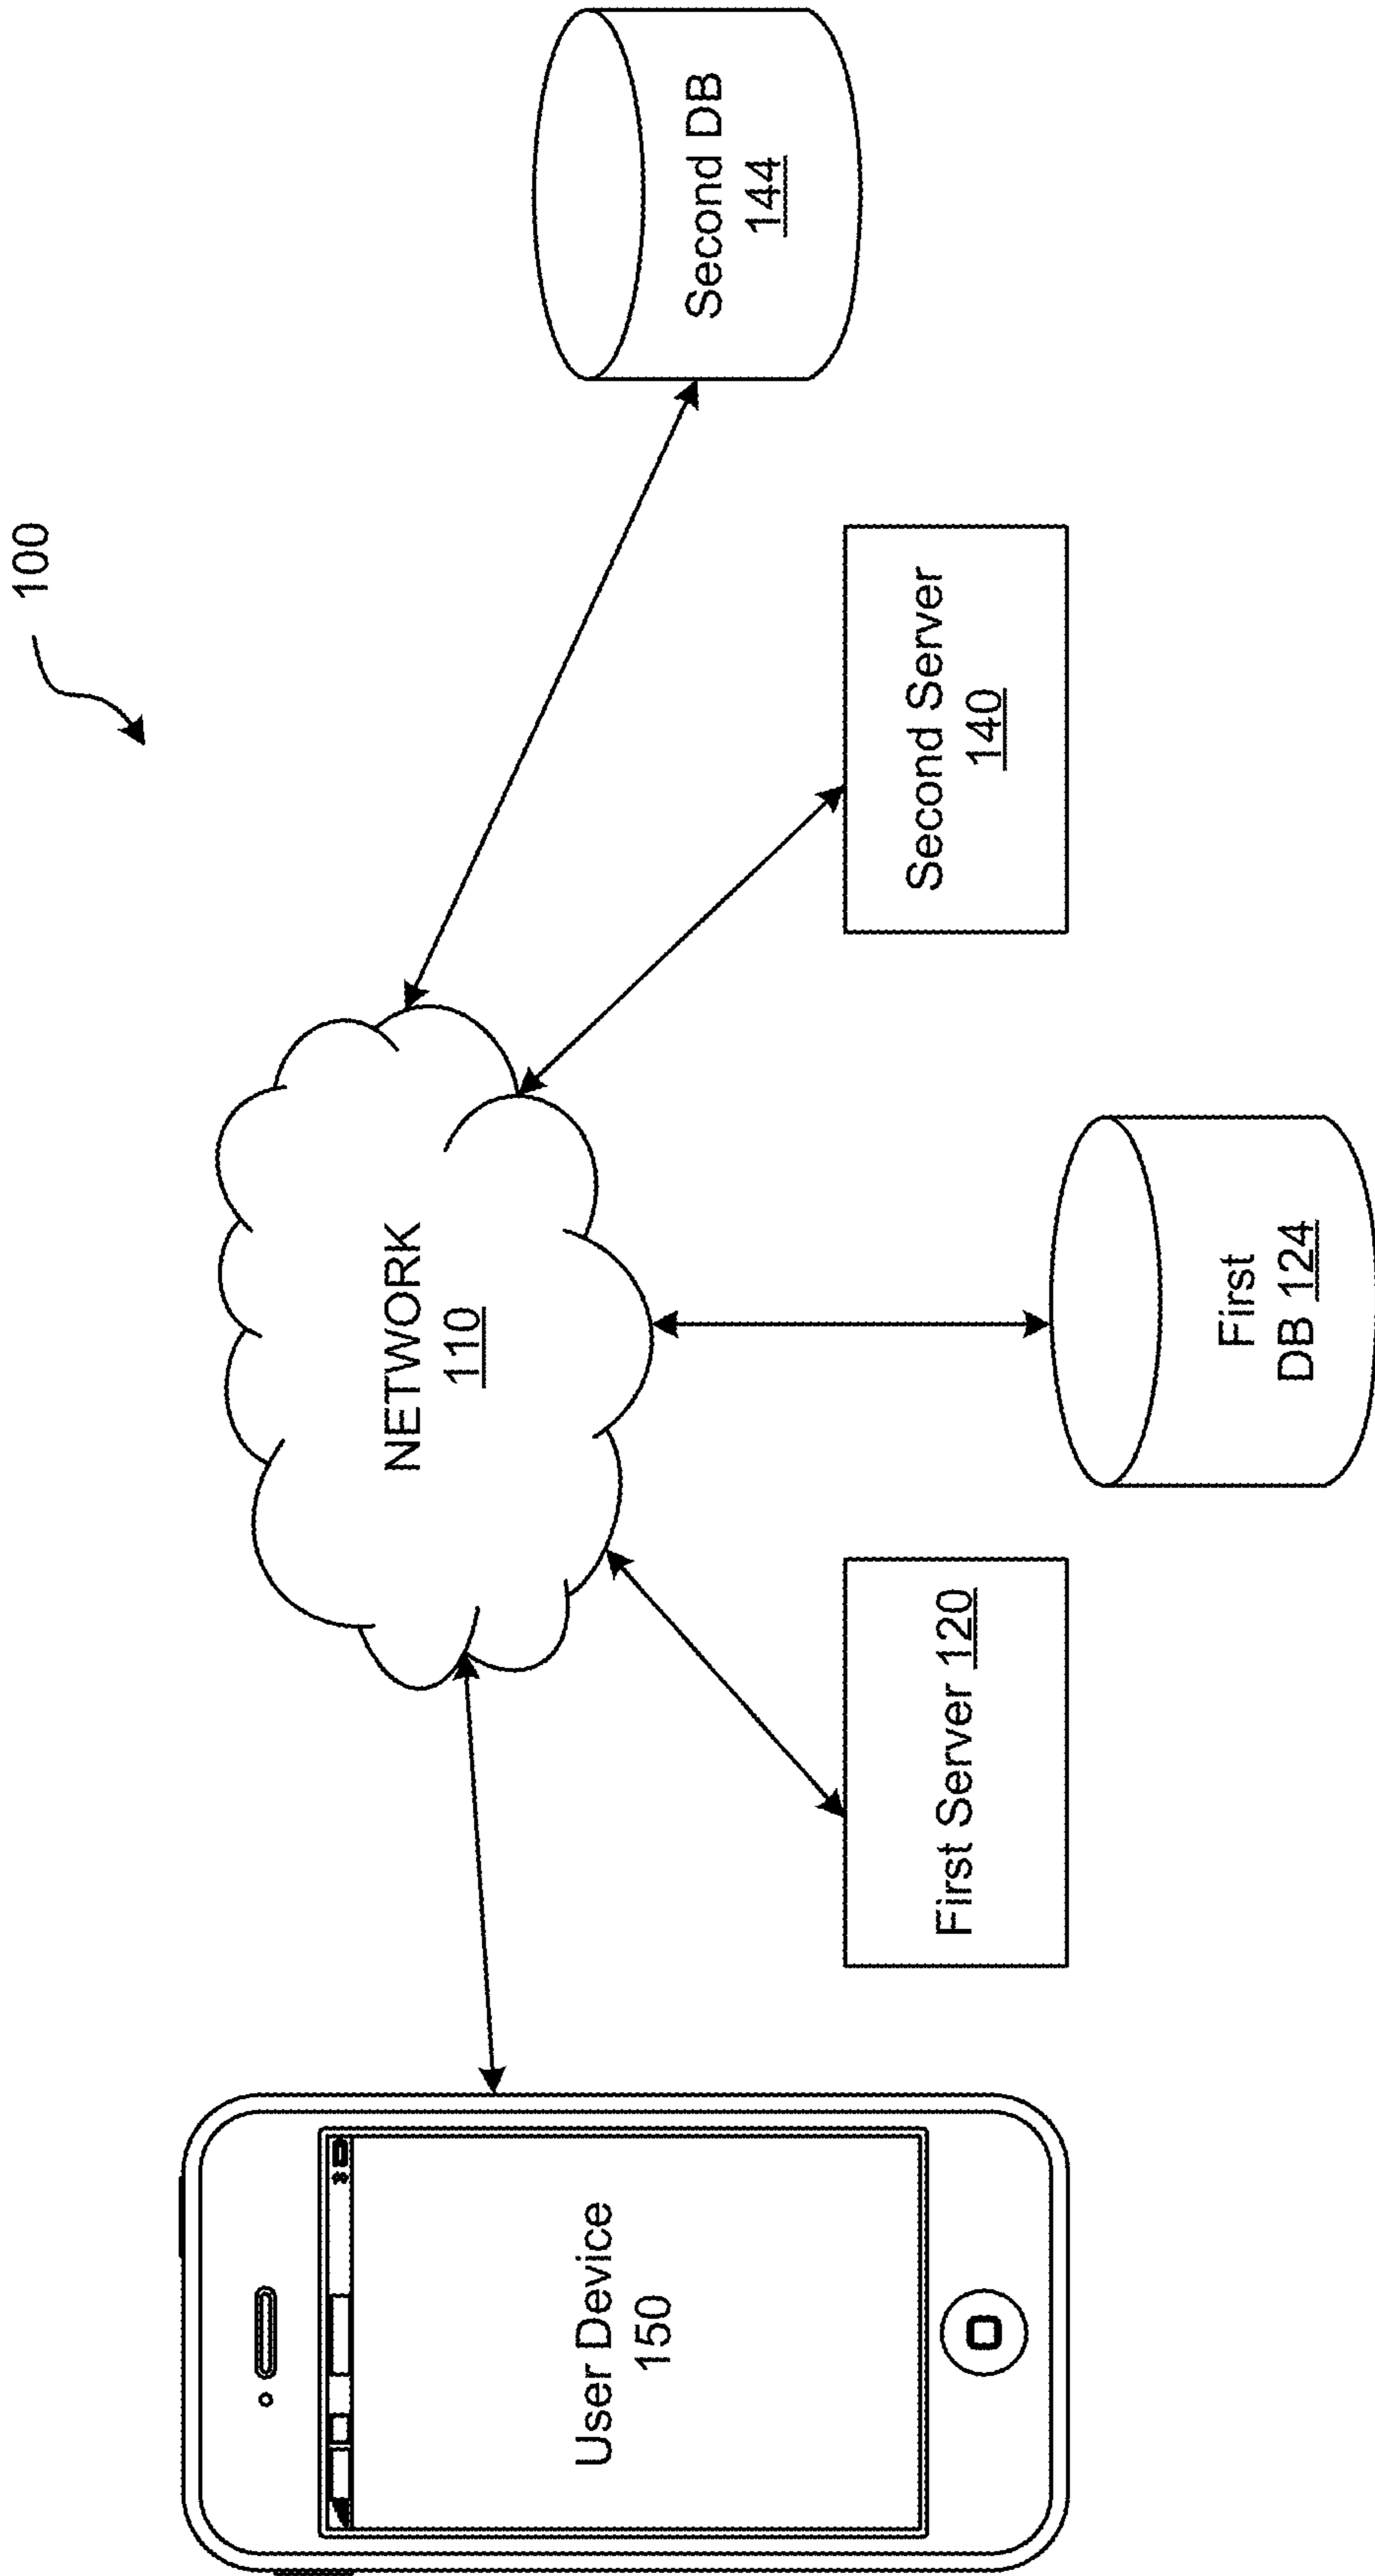 100
NETWORK
110
User Device
150
First Server 120
First
DB 124
Second Server
140
Second DB
144